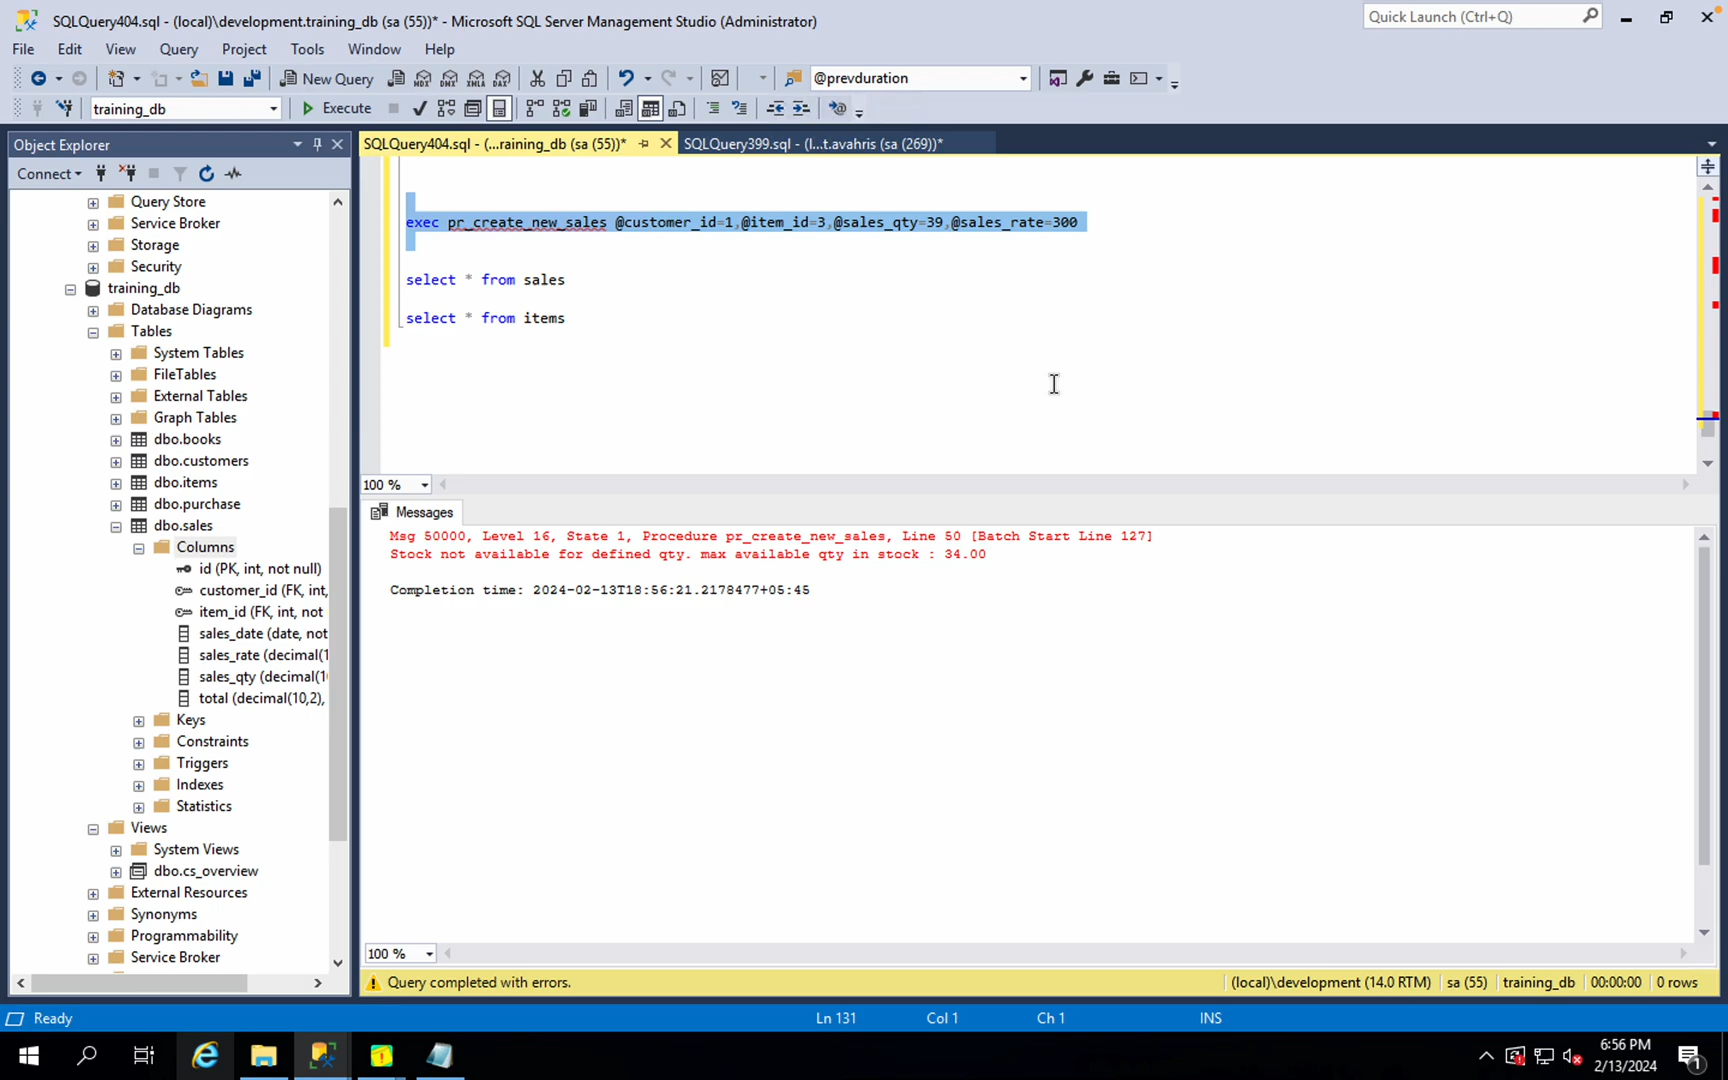 SQLQuery404.sql - (local)\development.training_db (sa (55))* - Microsoft SQL Server Management Studio (Administrator)
Quick Launch (Ctrl+Q)
File Edit View Query Project Tools Window Help
New Query
MDX DMX XMLA DAX
@prevduration
training_db
Execute
Object Explorer
SQLQuery404.sql - (...raining_db (sa (55))*
SQLQuery399.sql - (l...t.avahris (sa (269))*
Connect
Query Store
Service Broker
Storage
Security
training_db
Database Diagrams
Tables
System Tables
FileTables
External Tables
Graph Tables
dbo.books
dbo.customers
dbo.items
dbo.purchase
dbo.sales
Columns
id (PK, int, not null)
customer_id (FK, int,
item_id (FK, int, not
sales_date (date, not
sales_rate (decimal(1
sales_qty (decimal(10
total (decimal(10,2),
Keys
Constraints
Triggers
Indexes
Statistics
Views
System Views
dbo.cs_overview
External Resources
Synonyms
Programmability
Service Broker
exec pr_create_new_sales @customer_id=1,@item_id=3,@sales_qty=39,@sales_rate=300
select * from sales
select * from items
100 %
Messages
Msg 50000, Level 16, State 1, Procedure pr_create_new_sales, Line 50 [Batch Start Line 127]
Stock not available for defined qty. max available qty in stock : 34.00
Completion time: 2024-02-13T18:56:21.2178477+05:45
100 %
Query completed with errors.
(local)\development (14.0 RTM)
sa (55)
training_db
00:00:00
0 rows
Ready
Ln 131
Col 1
Ch 1
INS
6:56 PM
2/13/2024
1